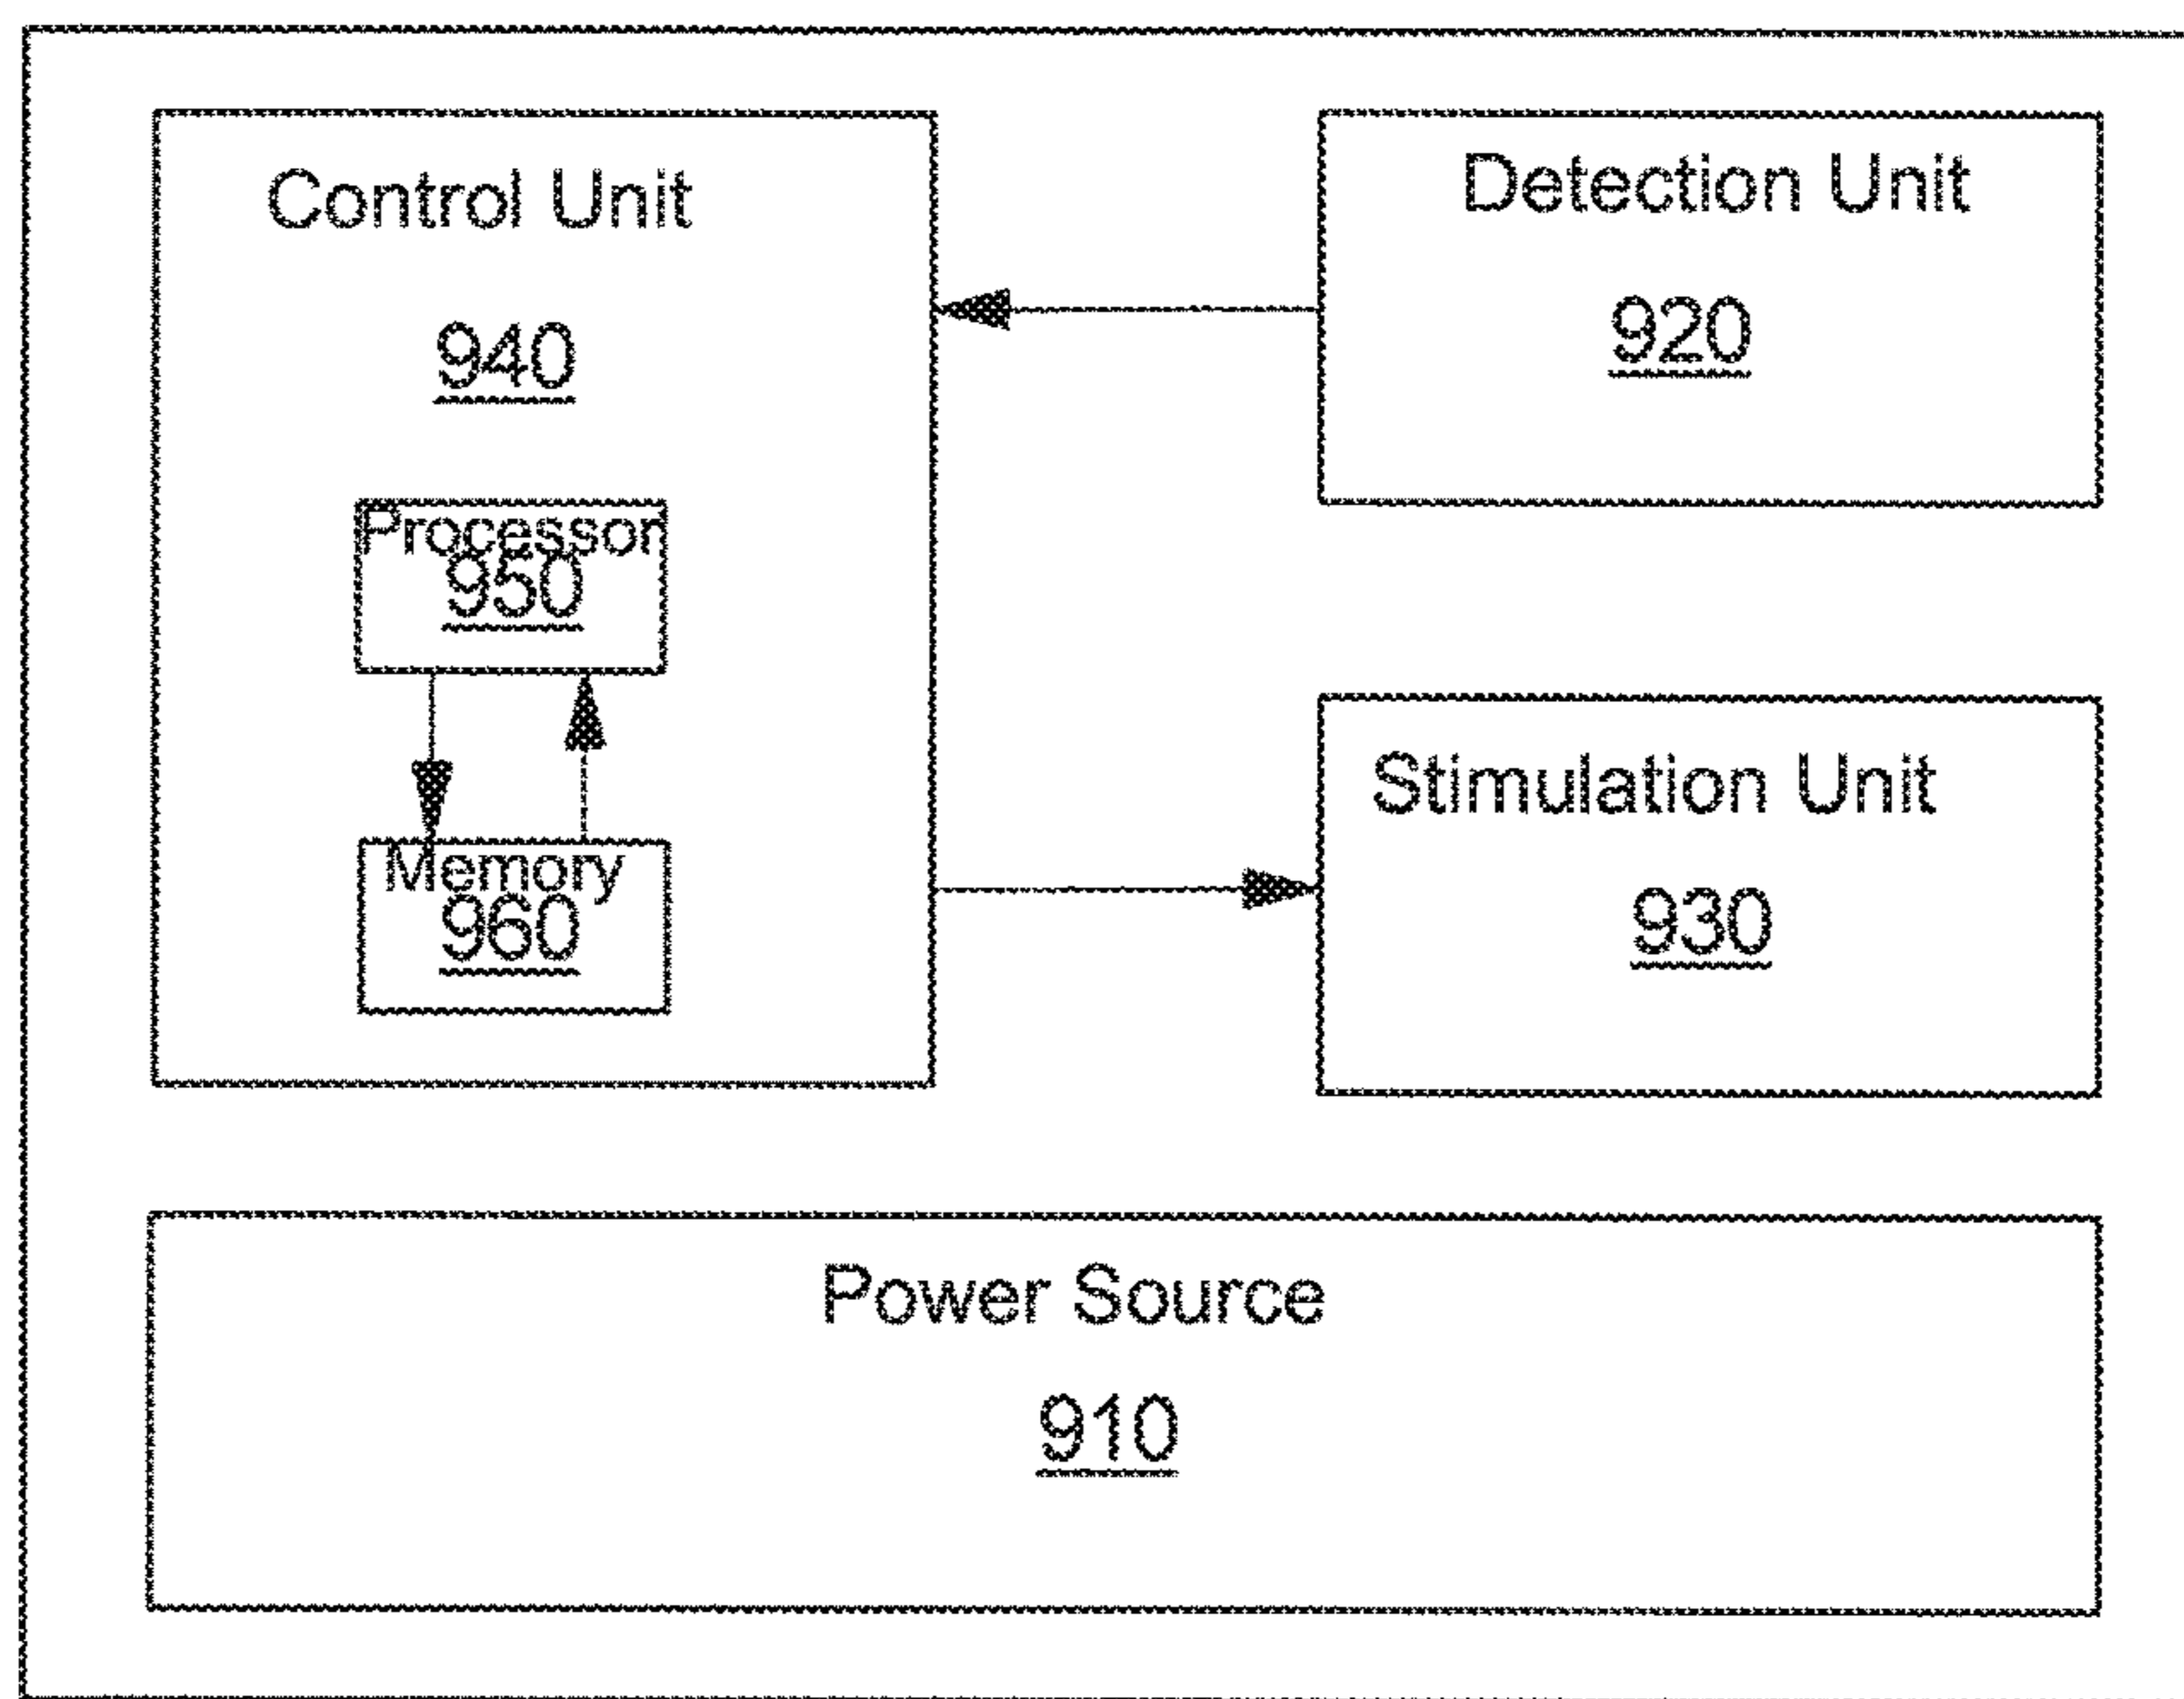 Control Unit
940
Processor
950
Memory
960
Detection Unit
920
Stimulation Unit
930
Power Source
910